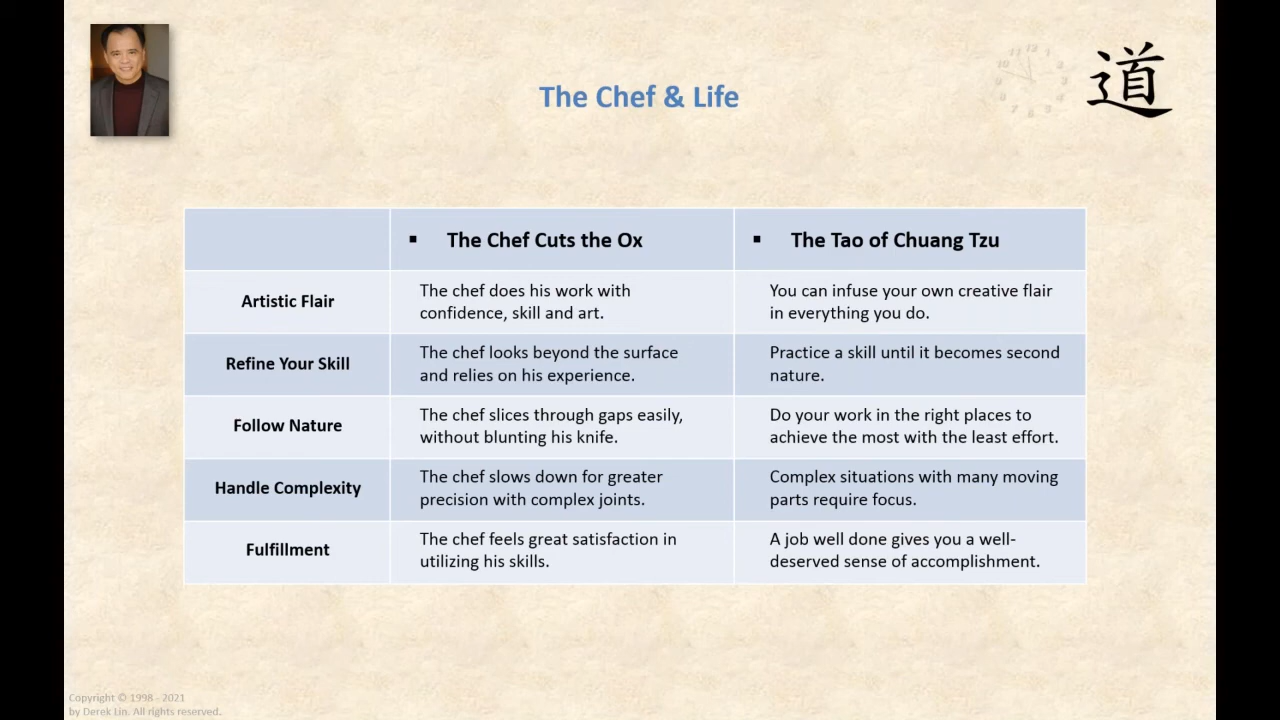 道
The Chef & Life
▪ The Chef Cuts the Ox
▪ The Tao of Chuang Tzu
Artistic Flair
The chef does his work with
confidence, skill and art.
You can infuse your own creative flair
in everything you do.
Refine Your Skill
The chef looks beyond the surface
and relies on his experience.
Practice a skill until it becomes second
nature.
Follow Nature
The chef slices through gaps easily,
without blunting his knife.
Do your work in the right places to
achieve the most with the least effort.
Handle Complexity
The chef slows down for greater
precision with complex joints.
Complex situations with many moving
parts require focus.
Fulfillment
The chef feels great satisfaction in
utilizing his skills.
A job well done gives you a well-
deserved sense of accomplishment.
Copyright © 1998 - 2021
by Derek Lin. All rights reserved.